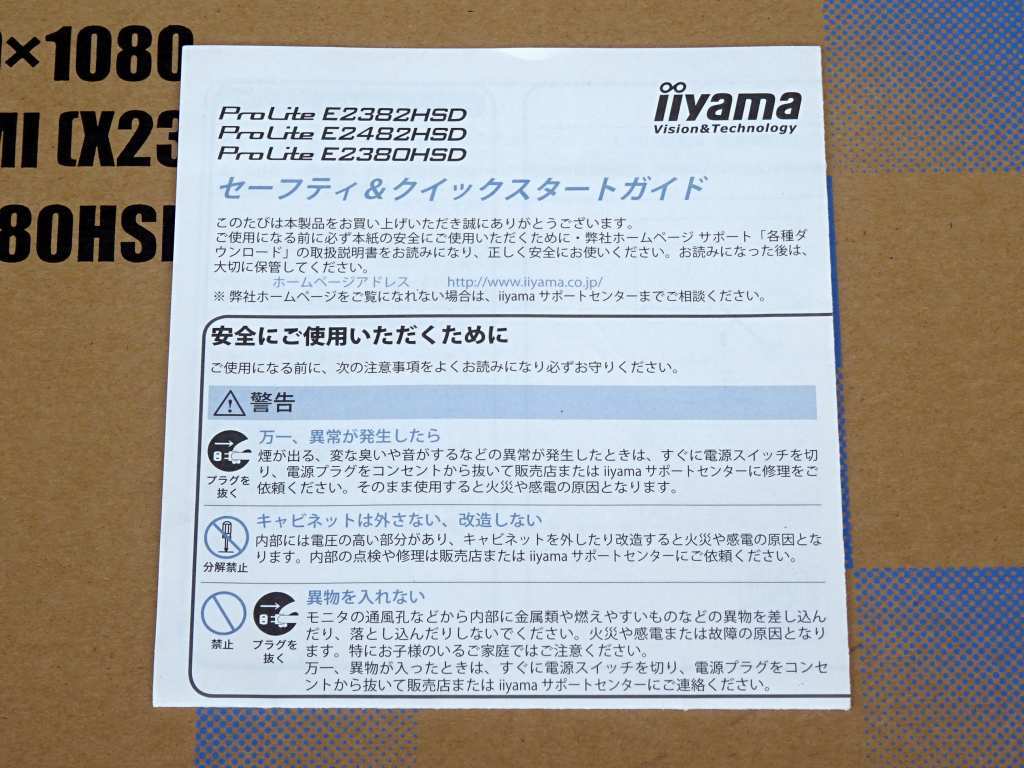 ×1080
ProLite E2382HSD
ProLite E2482HSD
ProLite E2380HSD
iiyama
Vision&Technology
セーフティ＆クイックスタートガイド
このたびは本製品をお買い上げいただき誠にありがとうございます。
ご使用になる前に必ず本紙の安全にご使用いただくために・弊社ホームページ サポート「各種ダ
ウンロード」の取扱説明書をお読みになり、正しく安全にお使いください。お読みになった後は、
大切に保管してください。
ホームページアドレス http://www.iiyama.co.jp/
※ 弊社ホームページをご覧になれない場合は、iiyama サポートセンターまでご相談ください。
安全にご使用いただくために
ご使用になる前に、次の注意事項をよくお読みになり必ずお守りください。
警告
万一、異常が発生したら
煙が出る、変な臭いや音がするなどの異常が発生したときは、すぐに電源スイッチを切
り、電源プラグをコンセントから抜いて販売店または iiyama サポートセンターに修理をご
依頼ください。そのまま使用すると火災や感電の原因となります。
プラグを
抜く
キャビネットは外さない、改造しない
内部には電圧の高い部分があり、キャビネットを外したり改造すると火災や感電の原因とな
ります。内部の点検や修理は販売店または iiyama サポートセンターにご依頼ください。
分解禁止
異物を入れない
モニタの通風孔などから内部に金属類や燃えやすいものなどの異物を差し込ん
だり、落とし込んだりしないでください。火災や感電または故障の原因となり
ます。特にお子様のいるご家庭ではご注意ください。
万一、異物が入ったときは、すぐに電源スイッチを切り、電源プラグをコンセ
ントから抜いて販売店または iiyama サポートセンターにご連絡ください。
禁止
プラグを
抜く
MI (X23
80HS